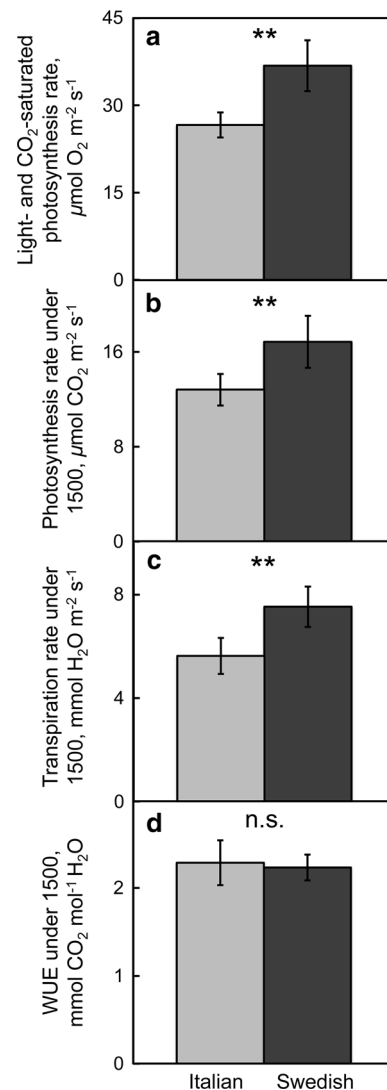 Light- and CO₂-saturated
photosynthesis rate,
µmol O₂ m⁻² s⁻¹
45
30
15
0
a
**
Photosynthesis rate under
1500, µmol CO₂ m⁻² s⁻¹
16
8
0
b
**
Transpiration rate under
1500, mmol H₂O m⁻² s⁻¹
8
4
0
c
**
WUE under 1500,
mmol CO₂ mol⁻¹ H₂O
2
1
0
d
n.s.
Italian Swedish